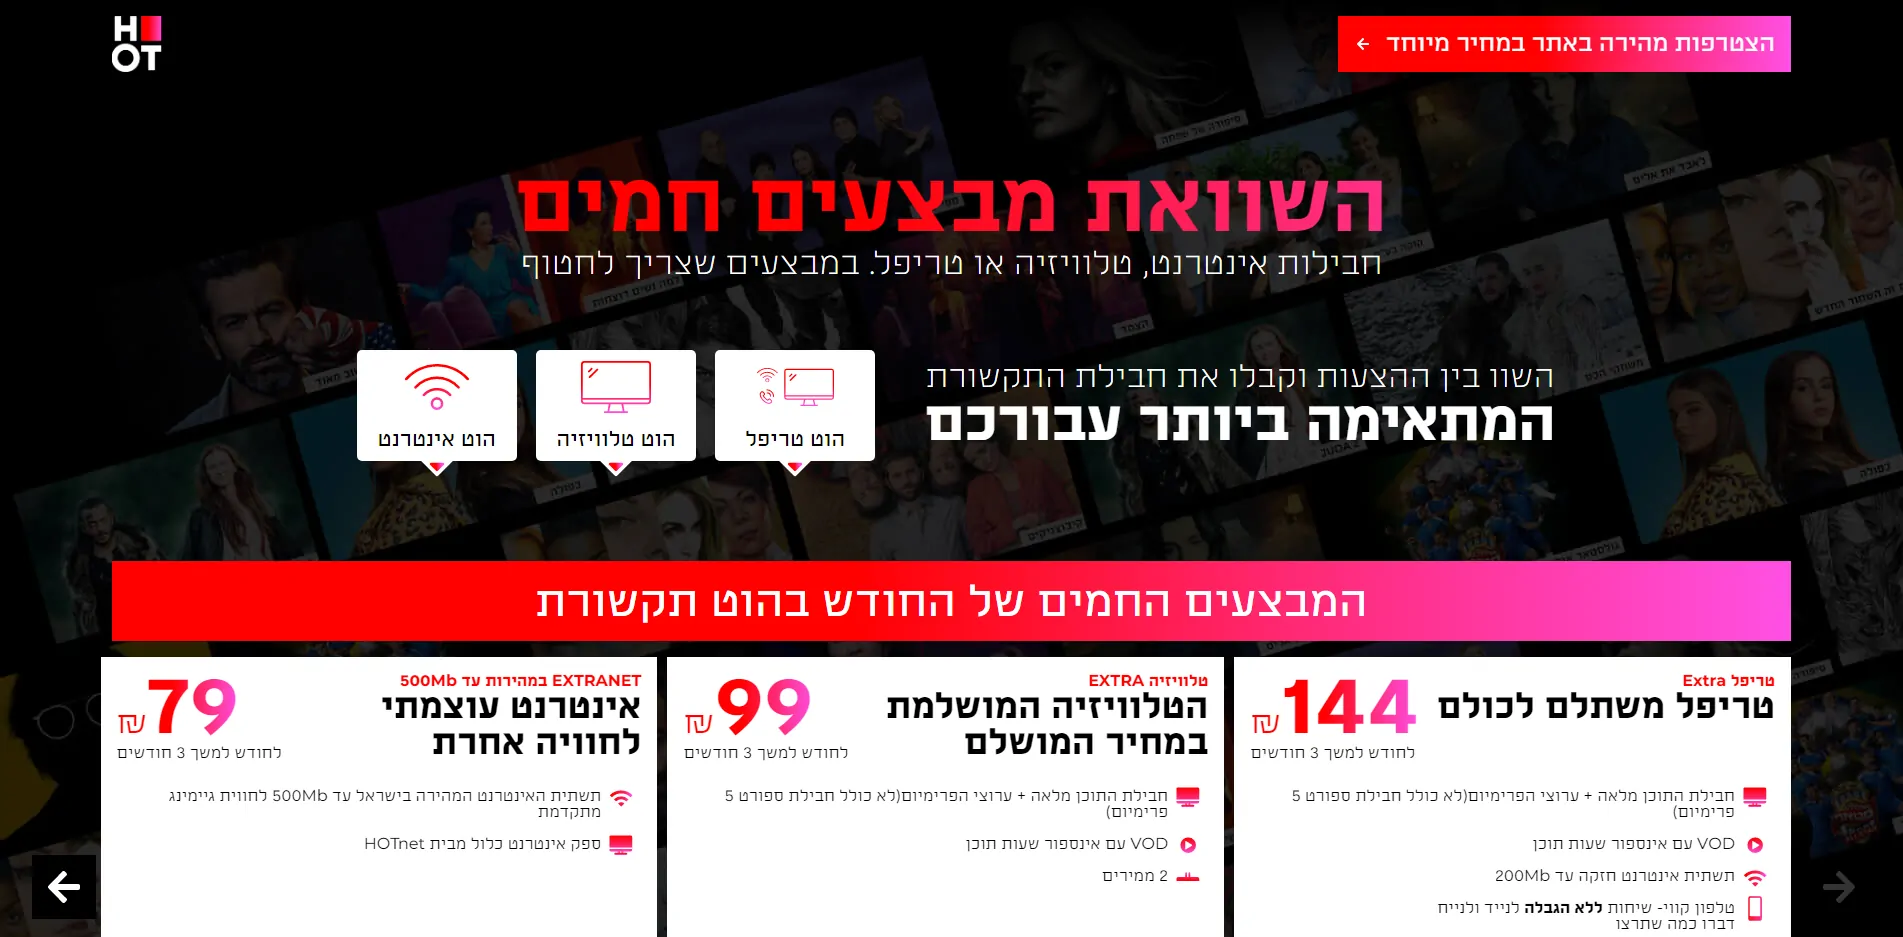 הצטרפות מהירה באתר במחיר מיוחד
HOT
השוואת מבצעים חמים
חבילות אינטרנט, טלוויזיה או טריפל. במבצעים שצריך לחטוף
השוו בין ההצעות וקבלו את חבילת התקשורת
המתאימה ביותר עבורכם
הוט טריפל
הוט טלוויזיה
הוט אינטרנט
המבצעים החמים של החודש בהוט תקשורת
טריפל Extra
טריפל משתלם לכולם
144 ₪
לחודש למשך 3 חודשים
חבילת התוכן מלאה + ערוצי הפרימיום(לא כולל חבילת ספורט 5
פרימיום)
VOD עם אינספור שעות תוכן
תשתית אינטרנט חזקה עד 200Mb
טלפון קווי- שיחות ללא הגבלה לנייד ולנייח
דברו כמה שתרצו
טלוויזיה EXTRA
הטלוויזיה המושלמת
במחיר המושלם
99 ₪
לחודש למשך 3 חודשים
חבילת התוכן מלאה + ערוצי הפרימיום(לא כולל חבילת ספורט 5
פרימיום)
VOD עם אינספור שעות תוכן
2 ממירים
EXTRANET במהירות עד 500Mb
אינטרנט עוצמתי
לחוויה אחרת
79 ₪
לחודש למשך 3 חודשים
תשתית האינטרנט המהירה בישראל עד 500Mb לחווית גיימינג
מתקדמת
ספק אינטרנט כלול מבית HOTnet